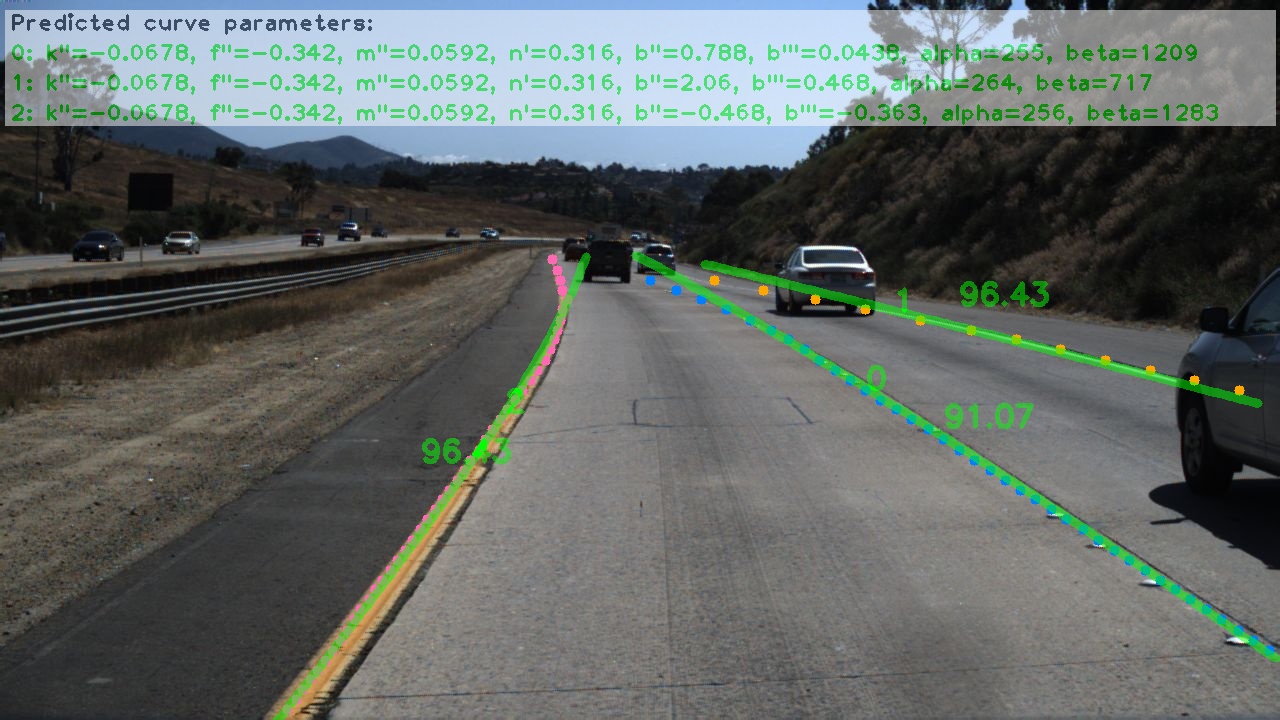 Predicted curve parameters:
0: k''=-0.0678, f''=-0.342, m''=0.0592, n'=0.316, b''=0.788, b'''=0.0438, alpha=255, beta=1209
1: k''=-0.0678, f''=-0.342, m''=0.0592, n'=0.316, b''=2.06, b'''=0.468, alpha=264, beta=717
2: k''=-0.0678, f''=-0.342, m''=0.0592, n'=0.316, b''=-0.468, b'''=-0.363, alpha=256, beta=1283
1 96.43
0
91.07
2
96.43